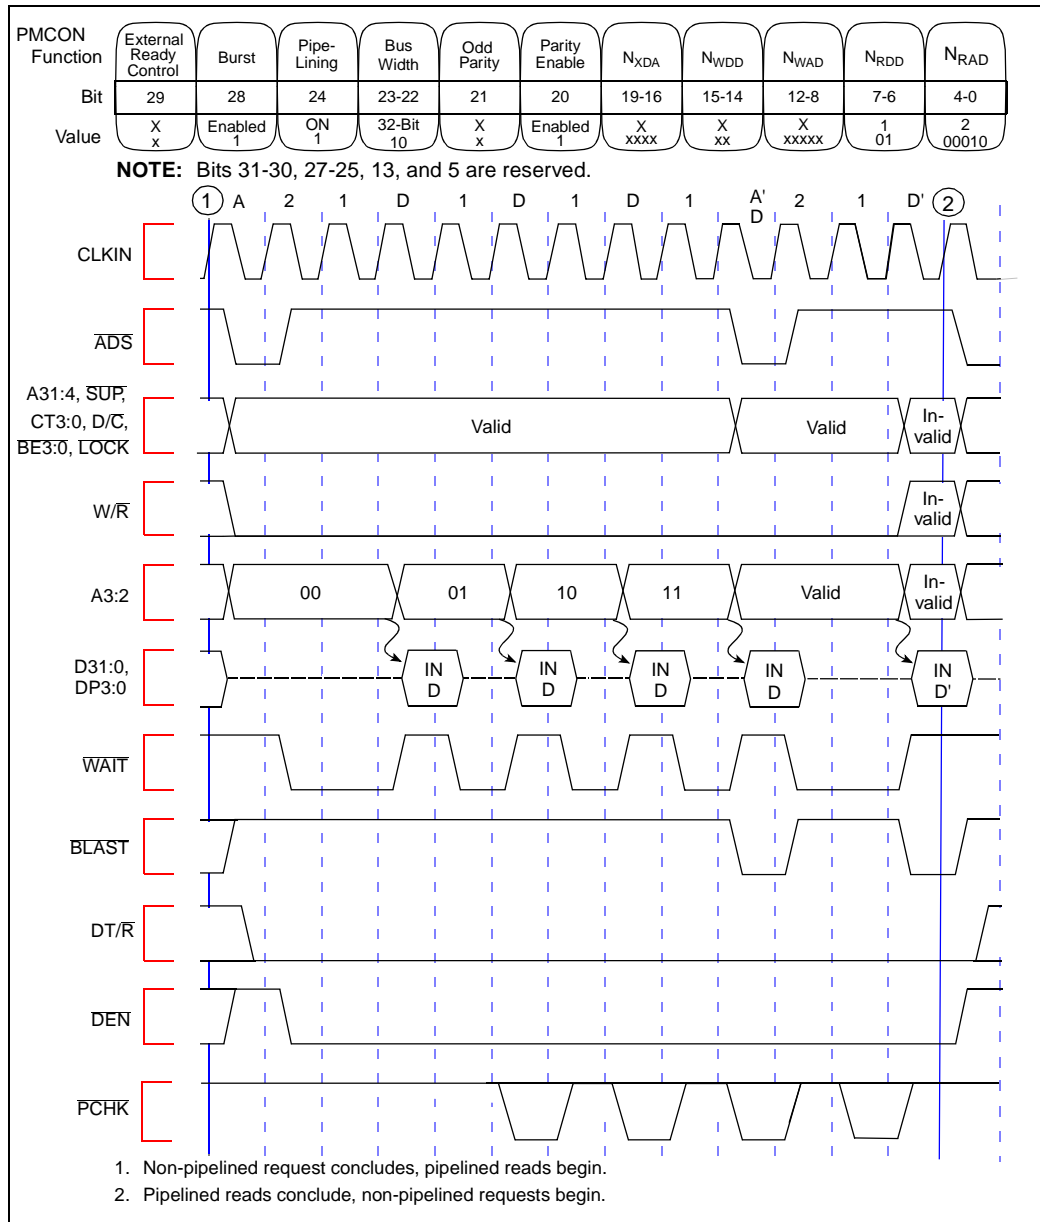 PMCON Function
External Ready Control
Burst
Pipe-Lining
Bus Width
Odd Parity
Parity Enable
NXDA
NWDD
NWAD
NRDD
NRAD
Bit 29 28 24 23-22 21 20 19-16 15-14 12-8 7-6 4-0
Value
X x
Enabled 1
ON 1
32-Bit 10
X x
Enabled 1
X xxxx
X xx
X xxxxx
1 01
2 00010
NOTE: Bits 31-30, 27-25, 13, and 5 are reserved.
1 A 2 1 D 1 D 1 D 1 A' 2 1 D' 2
D
CLKIN
ADS
A31:4, SUP,
CT3:0, D/C,
BE3:0, LOCK
Valid Valid In-valid
W/R
In-valid
A3:2
00 01 10 11 Valid In-valid
D31:0,
DP3:0
IN D IN D IN D IN D IN D'
WAIT
BLAST
DT/R
DEN
PCHK
1. Non-pipelined request concludes, pipelined reads begin.
2. Pipelined reads conclude, non-pipelined requests begin.